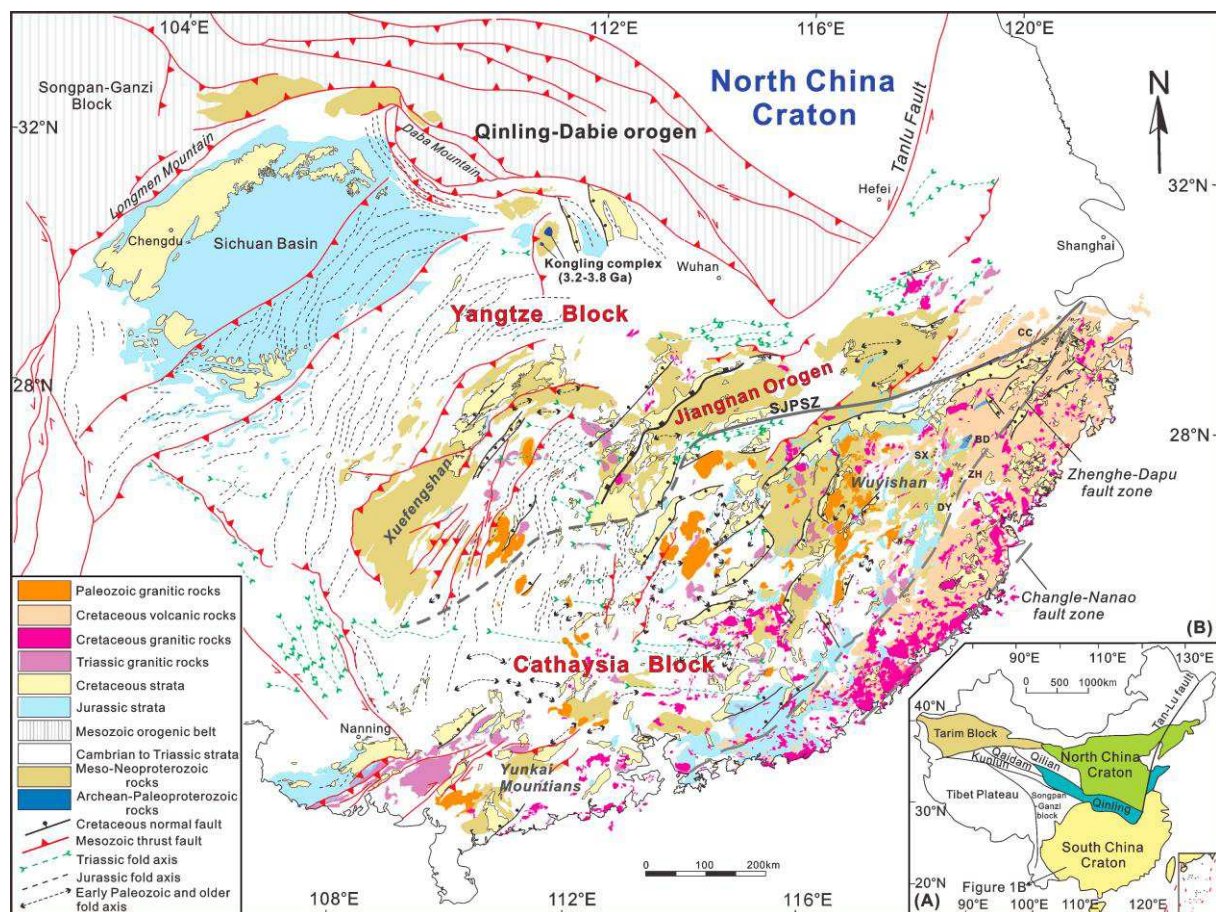 104°E
112°E
116°E
120°E
Songpan-Ganzi
Block
North China
Craton
N
32°N
Qinling-Dabie orogen
Daba Mountain
Tanlu Fault
Longmen Mountain
Hefei
32°N
Chengdu
Sichuan Basin
Shanghai
Kongling complex
(3.2-3.8 Ga)
Wuhan
Yangtze Block
CC
28°N
Jiangnan Orogen
SJPSZ
28°N
BD
SX
ZH
Zhenghe-Dapu
fault zone
Xuefengshan
Wuyishan
DY
Changle-Nanao
fault zone
Cathaysia Block
Nanning
Yunkai
Mountians
0 100 200km
108°E
112°E
116°E
Paleozoic granitic rocks
Cretaceous volcanic rocks
Cretaceous granitic rocks
Triassic granitic rocks
Cretaceous strata
Jurassic strata
Mesozoic orogenic belt
Cambrian to Triassic strata
Meso-Neoproterozoic
rocks
Archean-Paleoproterozoic
rocks
Cretaceous normal fault
Mesozoic thrust fault
Triassic fold axis
Jurassic fold axis
Early Paleozoic and older
fold axis
(B)
90°E
110°E
130°E
0 500 1000km
Tan-Lu fault
40°N
Tarim Block
North China
Craton
Qilian
Qaidam
Kunlun
Tibet Plateau
Songpan
-Ganzi
block
Qinling
30°N
South China
Craton
Figure 1B
20°N
(A)
90°E
100°E
110°E
120°E